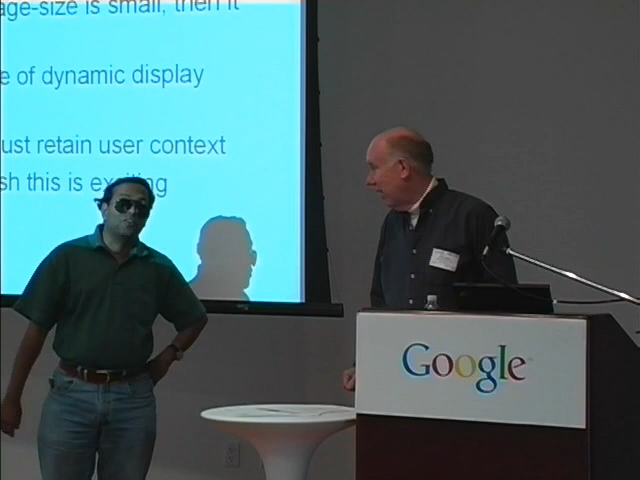 age-size is small, then it
e of dynamic display
ust retain user context
sh this is exciting
Google